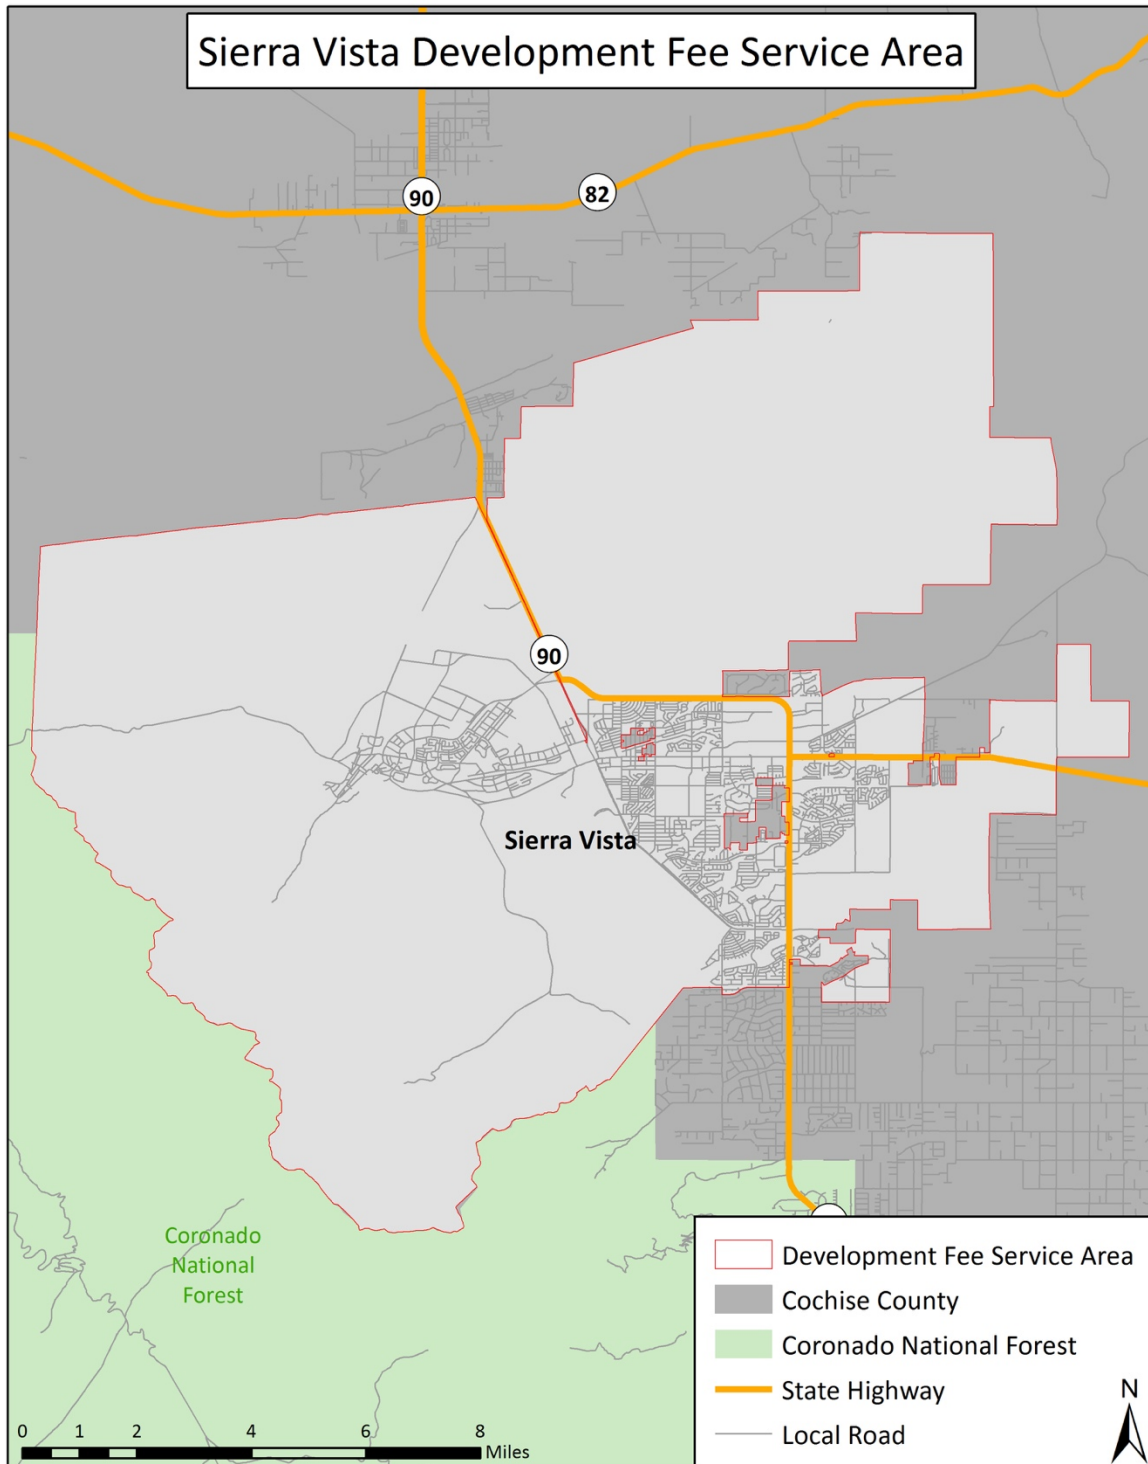 Sierra Vista Development Fee Service Area
90
82
90
Sierra Vista
Coronado
National
Forest
Development Fee Service Area
Cochise County
Coronado National Forest
State Highway
Local Road
N
0 1 2 4 6 8
Miles